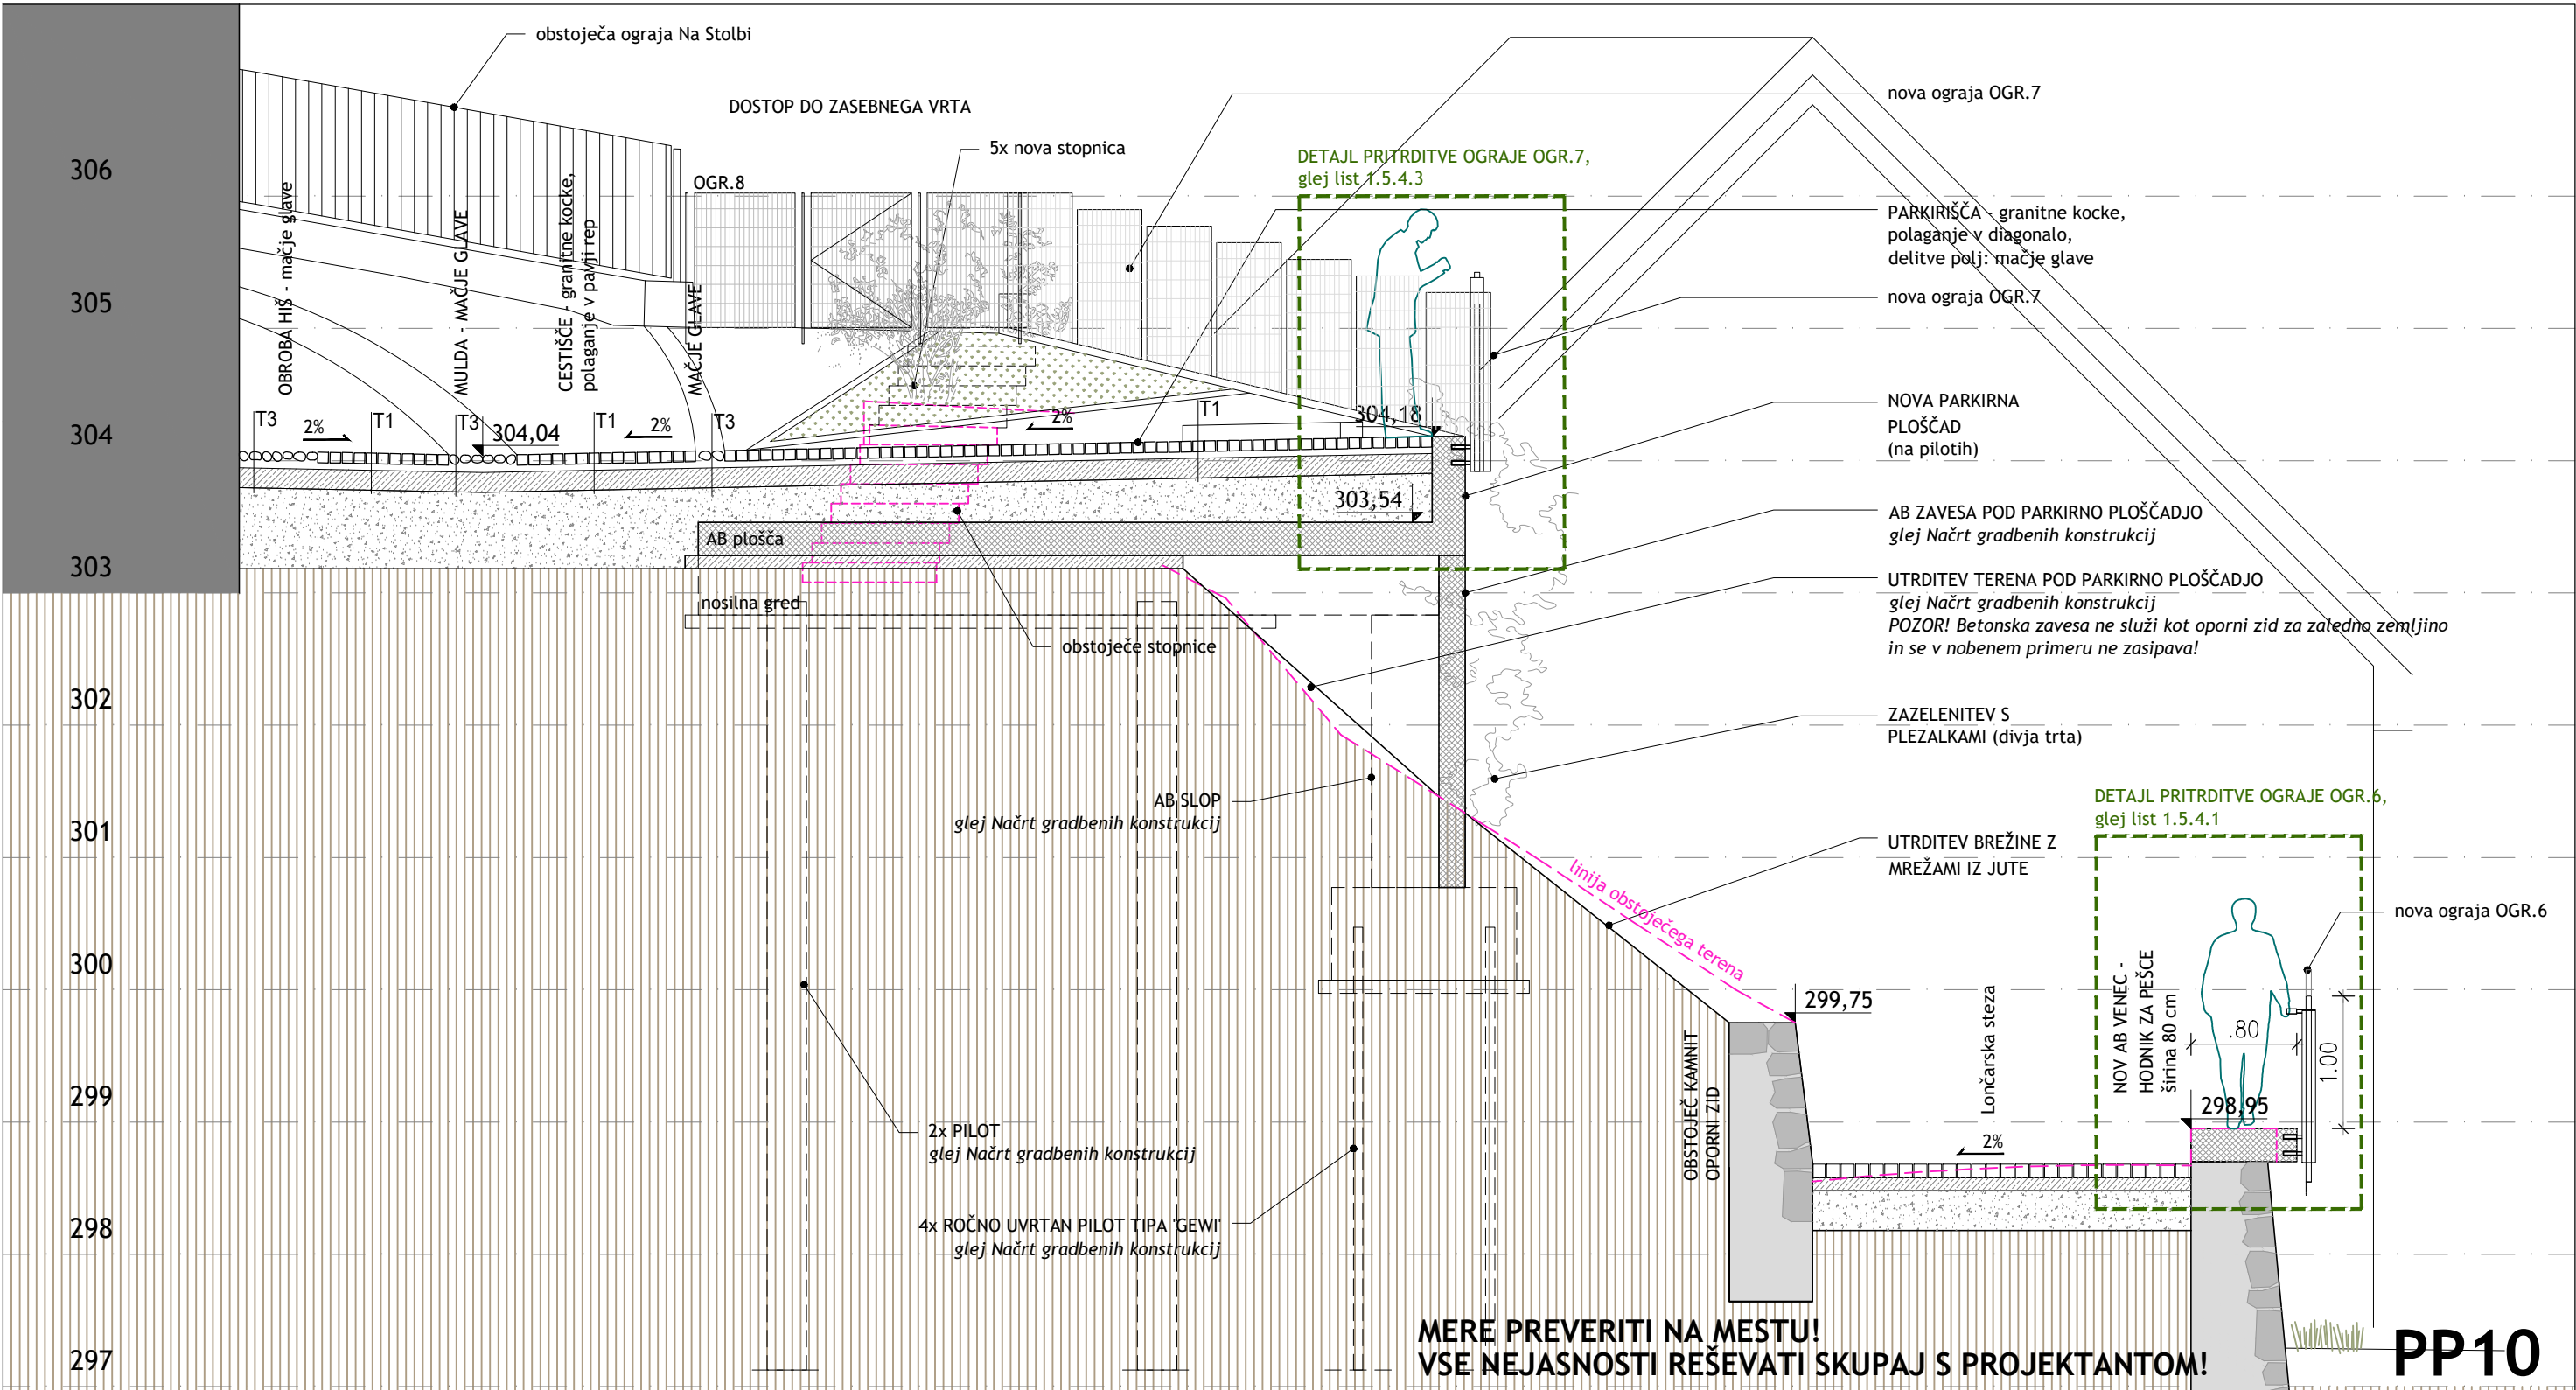 obstoječa ograja Na Stolbi
DOSTOP DO ZASEBNEGA VRTA
5x nova stopnica
OGR.8
DETAJL PRITRDITVE OGRAJE OGR.7,
glej list 1.5.4.3
nova ograja OGR.7
PARKIRIŠČA - granitne kocke,
polaganje v diagonalo,
delitve polj: mačje glave
nova ograja OGR.7
NOVA PARKIRNA
PLOŠČAD
(na pilotih)
AB ZAVESA POD PARKIRNO PLOŠČADJO
glej Načrt gradbenih konstrukcij
UTRDITEV TERENA POD PARKIRNO PLOŠČADJO
glej Načrt gradbenih konstrukcij
POZOR! Betonska zavesa ne služi kot oporni zid za zaledno zemljino
in se v nobenem primeru ne zasipava!
ZAZELENITEV S
PLEZALKAMI (divja trta)
UTRDITEV BREŽINE Z
MREŽAMI IZ JUTE
DETAJL PRITRDITVE OGRAJE OGR.6,
glej list 1.5.4.1
nova ograja OGR.6
306
305
304
303
302
301
300
299
298
297
OBROBA HIŠ - mačje glave
MULDA - MAČJE GLAVE
CESTIŠČE - granitne kocke,
polaganje v pavji rep
MAČJE GLAVE
T3
2%
T1
T3
304,04
T1
2%
T3
2%
T1
304,18
303,54
AB plošča
nosilna gred
obstoječe stopnice
AB SLOP
glej Načrt gradbenih konstrukcij
linija obstoječega terena
2x PILOT
glej Načrt gradbenih konstrukcij
4x ROČNO UVRTAN PILOT TIPA 'GEWI'
glej Načrt gradbenih konstrukcij
OBSTOJEČ KAMNIT
OPORNI ZID
299,75
Lončarska steza
2%
NOV AB VENEC -
HODNIK ZA PEŠCE
širina 80 cm
.80
1.00
298,95
MERE PREVERITI NA MESTU!
VSE NEJASNOSTI REŠEVATI SKUPAJ S PROJEKTANTOM!
PP10